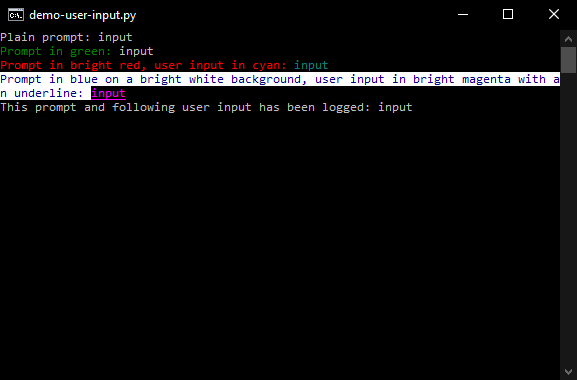 demo-user-input.py
Plain prompt: input
Prompt in green: input
Prompt in bright red, user input in cyan: input
Prompt in blue on a bright white background, user input in bright magenta with a
n underline: input
This prompt and following user input has been logged: input